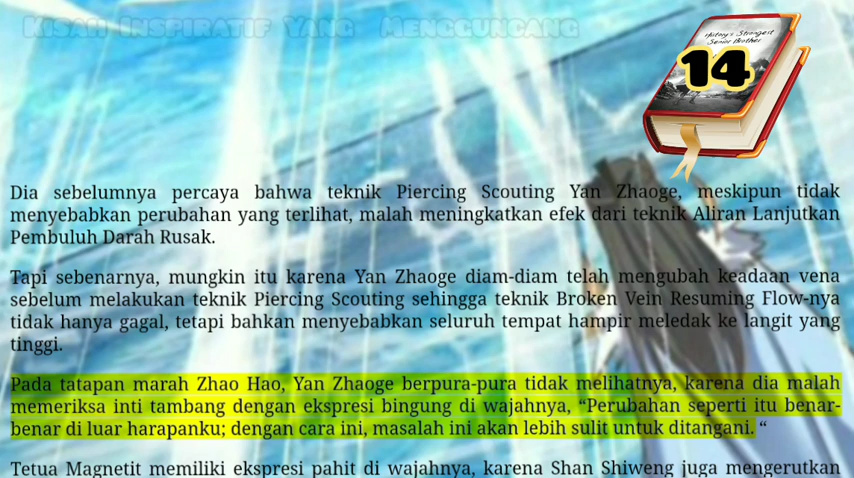 Kisah Inspiratif Yang Mengguncang
History's Strongest
Senior Brother
14
Dia sebelumnya percaya bahwa teknik Piercing Scouting Yan Zhaoge, meskipun tidak
menyebabkan perubahan yang terlihat, malah meningkatkan efek dari teknik Aliran Lanjutkan
Pembuluh Darah Rusak.
Tapi sebenarnya, mungkin itu karena Yan Zhaoge diam-diam telah mengubah keadaan vena
sebelum melakukan teknik Piercing Scouting sehingga teknik Broken Vein Resuming Flow-nya
tidak hanya gagal, tetapi bahkan menyebabkan seluruh tempat hampir meledak ke langit yang
tinggi.
Pada tatapan marah Zhao Hao, Yan Zhaoge berpura-pura tidak melihatnya, karena dia malah
memeriksa inti tambang dengan ekspresi bingung di wajahnya, “Perubahan seperti itu benar-
benar di luar harapanku; dengan cara ini, masalah ini akan lebih sulit untuk ditangani. “
Tetua Magnetit memiliki ekspresi pahit di wajahnya, karena Shan Shiweng juga mengerutkan